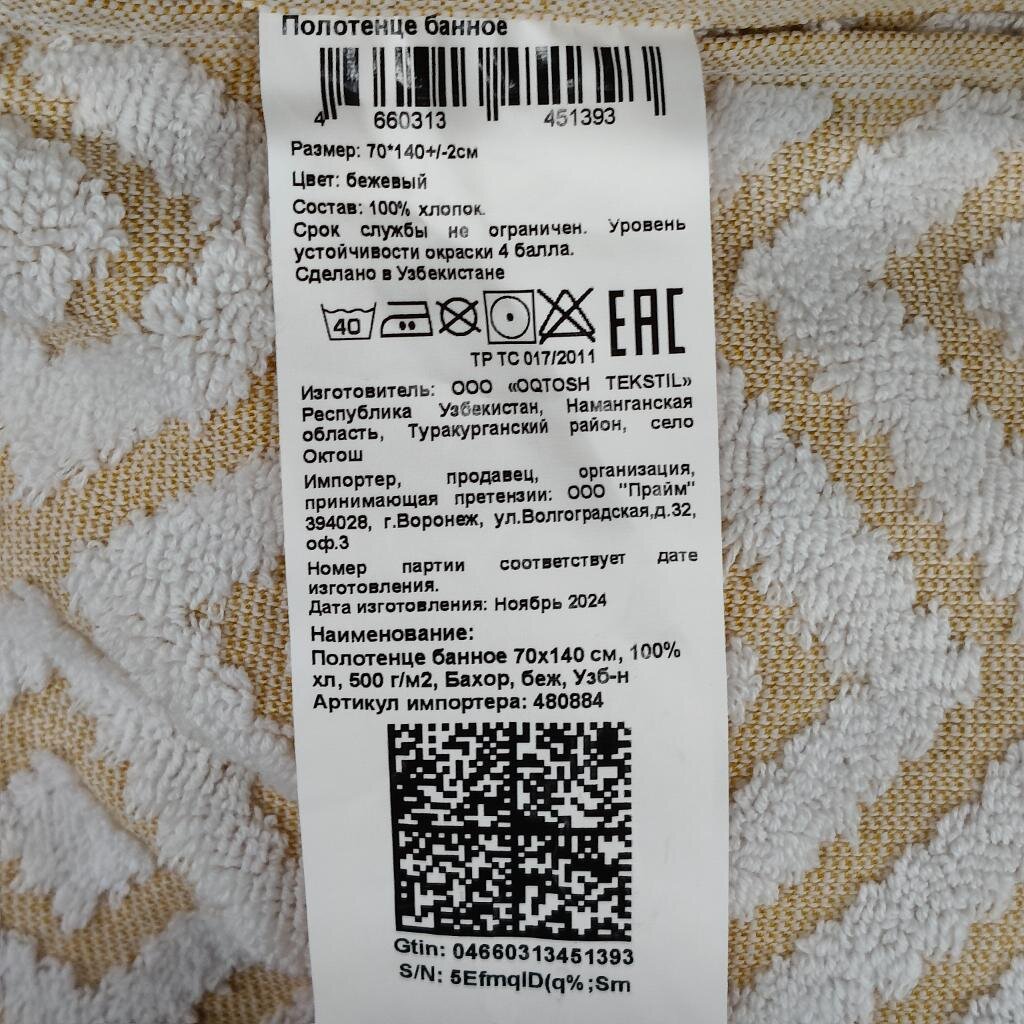 Полотенце банное
4 660313 451393
Размер: 70*140+/-2см
Цвет: бежевый
Состав: 100% хлопок.
Срок службы не ограничен. Уровень
устойчивости окраски 4 балла.
Сделано в Узбекистане
40
EAC
ТР ТС 017/2011
Изготовитель: ООО «OQTOSH TEKSTIL»
Республика Узбекистан, Наманганская
область, Туракурганский район, село
Октош
Импортер, продавец, организация,
принимающая претензии: ООО "Прайм"
394028, г.Воронеж, ул.Волгоградская,д.32,
оф.3
Номер партии соответствует дате
изготовления.
Дата изготовления: Ноябрь 2024
Наименование:
Полотенце банное 70x140 см, 100%
хл, 500 г/м2, Бахор, беж, Узб-н
Артикул импортера: 480884
Gtin: 04660313451393
S/N: 5EfmqlD(q%;Sm